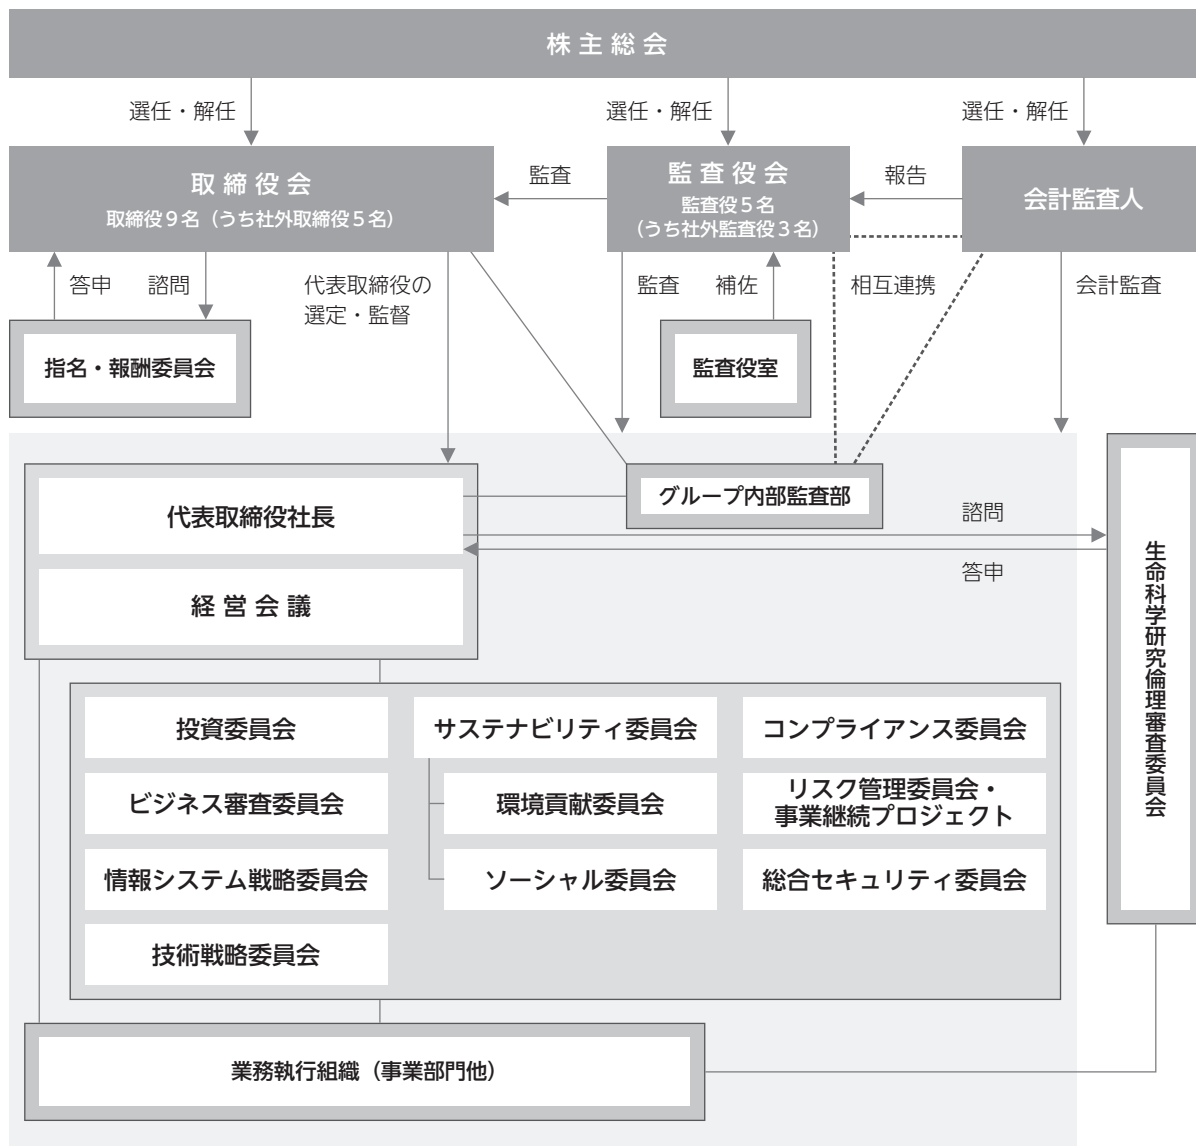 株主総会
選任・解任
選任・解任
選任・解任
取締役会
取締役9名（うち社外取締役5名）
監査
監査役会
監査役5名
（うち社外監査役3名）
報告
会計監査人
答申
諮問
代表取締役の
選定・監督
監査
補佐
相互連携
会計監査
指名・報酬委員会
監査役室
グループ内部監査部
代表取締役社長
諮問
答申
経営会議
生命科学研究倫理審査委員会
投資委員会
サステナビリティ委員会
コンプライアンス委員会
ビジネス審査委員会
環境貢献委員会
リスク管理委員会・
事業継続プロジェクト
情報システム戦略委員会
ソーシャル委員会
総合セキュリティ委員会
技術戦略委員会
業務執行組織（事業部門他）